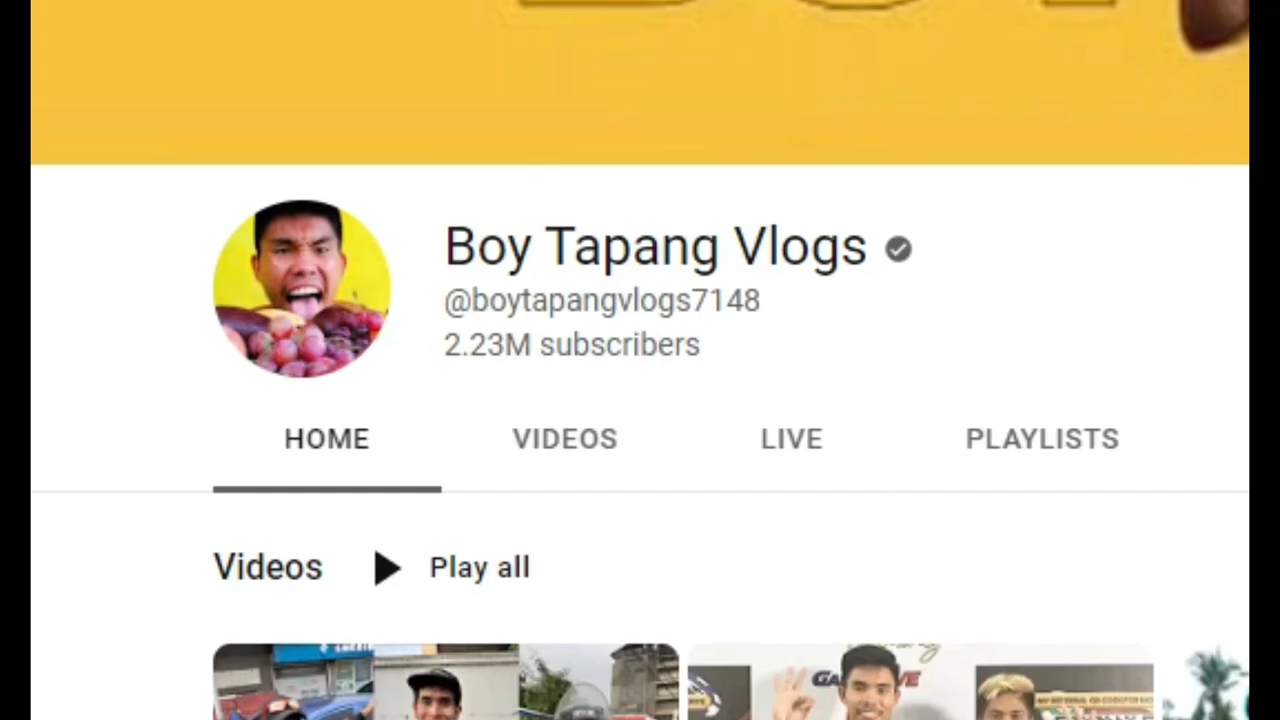 Boy Tapang Vlogs
@boytapangvlogs7148
2.23M subscribers
HOME VIDEOS LIVE PLAYLISTS
Videos Play all